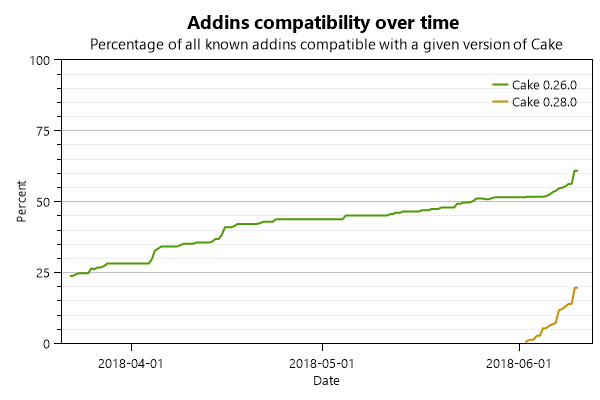 Addins compatibility over time
Percentage of all known addins compatible with a given version of Cake
100
Cake 0.26.0
Cake 0.28.0
75
Percent
50
25
0
2018-04-01
2018-05-01
2018-06-01
Date